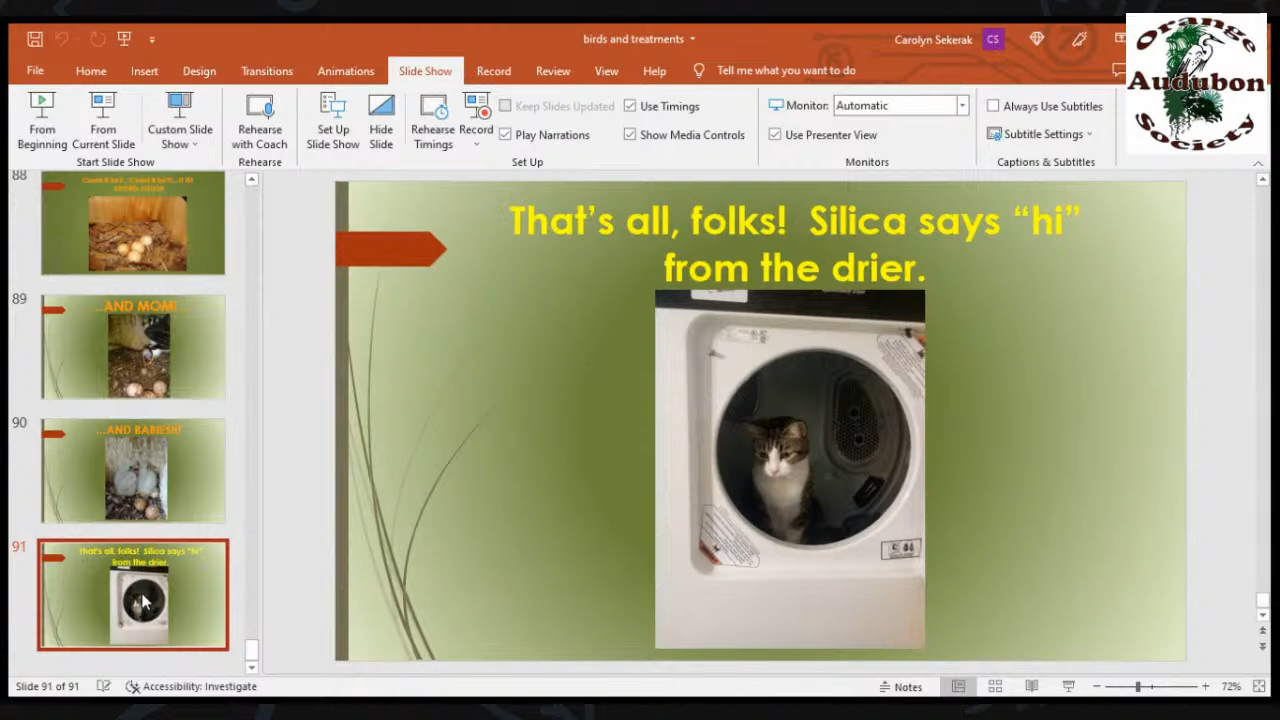 birds and treatments
Carolyn Sekerak
CS
Orange
Audubon
Society
File
Home
Insert
Design
Transitions
Animations
Slide Show
Record
Review
View
Help
Tell me what you want to do
From
Beginning
From
Current Slide
Custom Slide
Show
Start Slide Show
Rehearse
with Coach
Rehearse
Set Up
Slide Show
Hide
Slide
Rehearse
Timings
Record
Keep Slides Updated
Use Timings
Play Narrations
Show Media Controls
Set Up
Monitor:
Automatic
Use Presenter View
Monitors
Always Use Subtitles
Subtitle Settings
Captions & Subtitles
88
89
...AND MOM!...
90
...AND BABIES!!!
91
That's all, folks! Silica says "hi"
from the drier.
That's all, folks! Silica says “hi”
from the drier.
Slide 91 of 91
Accessibility: Investigate
Notes
72%